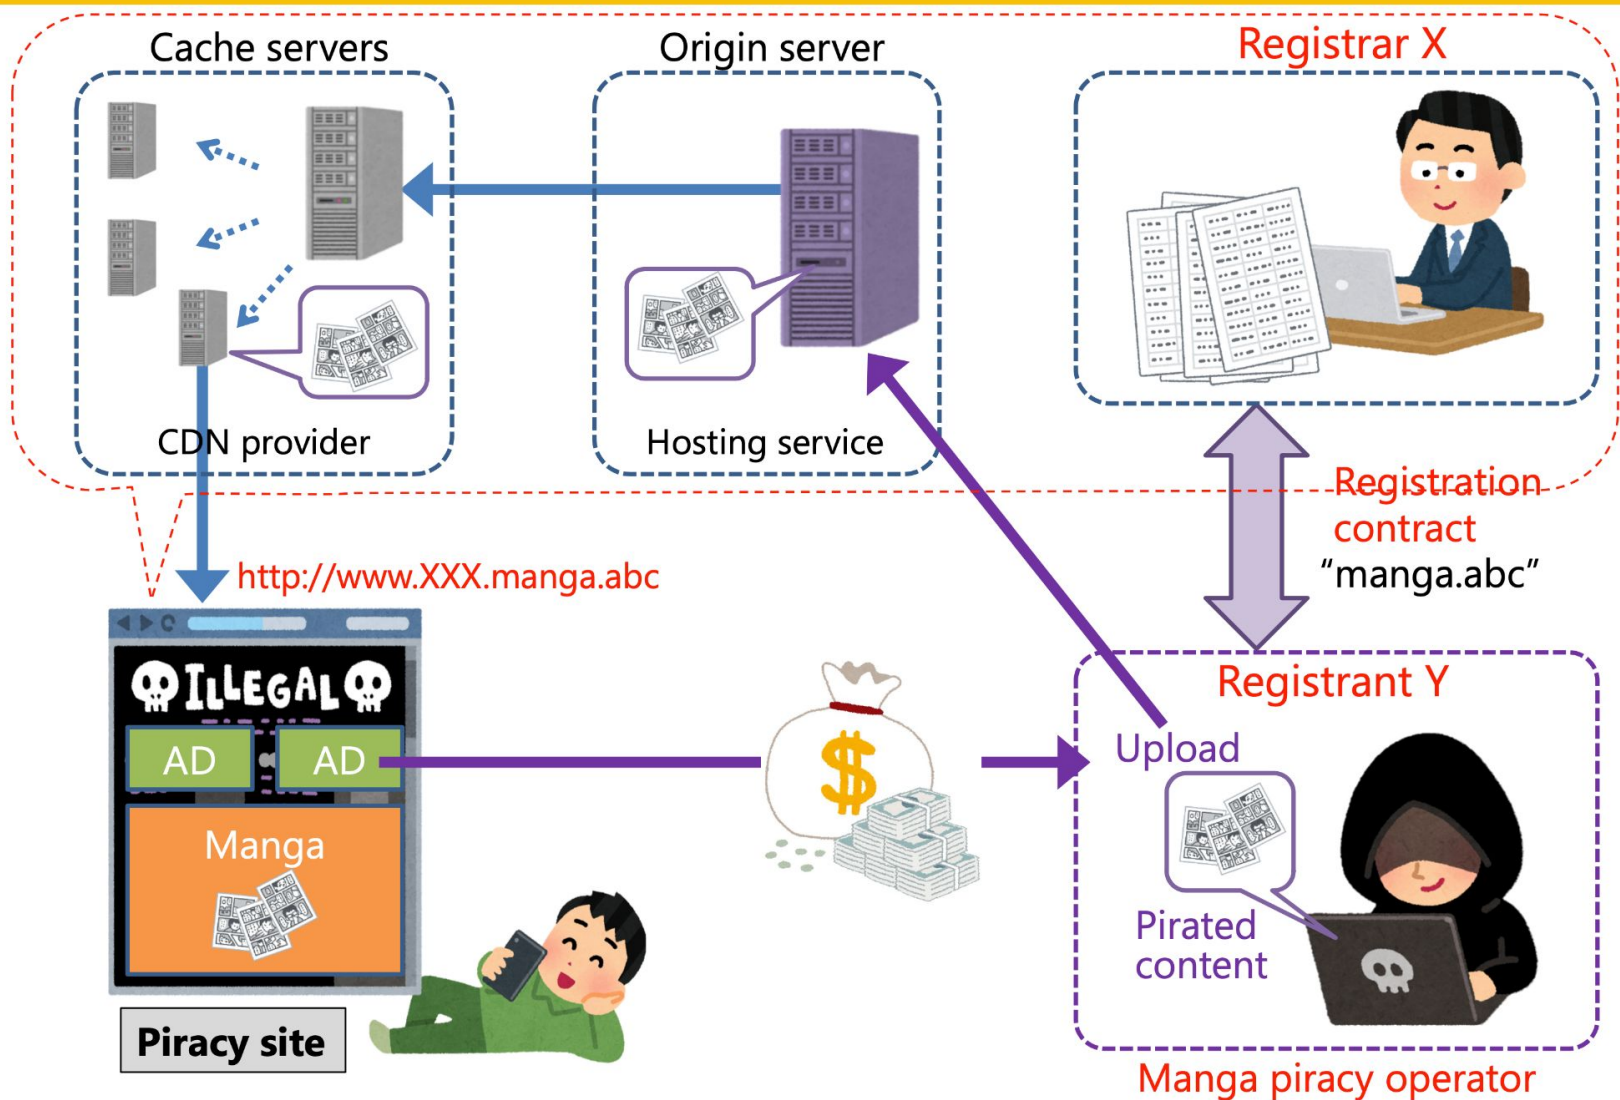 Cache servers
Origin server
Registrar X
CDN provider
Hosting service
Registration
contract
“manga.abc”
http://www.XXX.manga.abc
ILLEGAL
AD
AD
Manga
$
Piracy site
Registrant Y
Upload
Pirated
content
Manga piracy operator